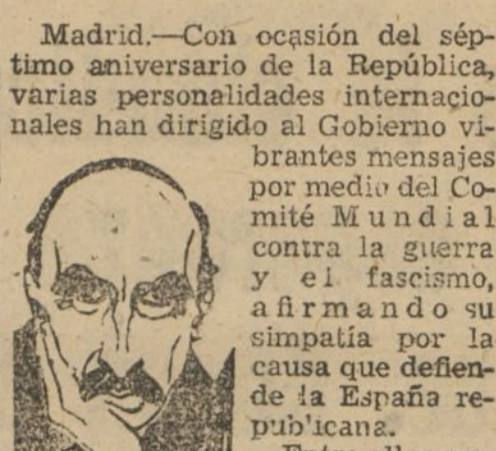 Madrid.—Con ocasión del sép-
timo aniversario de la República,
varias personalidades internacio-
nales han dirigido al Gobierno vi-
brantes mensajes
por medio del Co-
mité Mundial
contra la guerra
y el fascismo,
afirmando su
simpatía por la
causa que defien-
de la España re-
publicana.